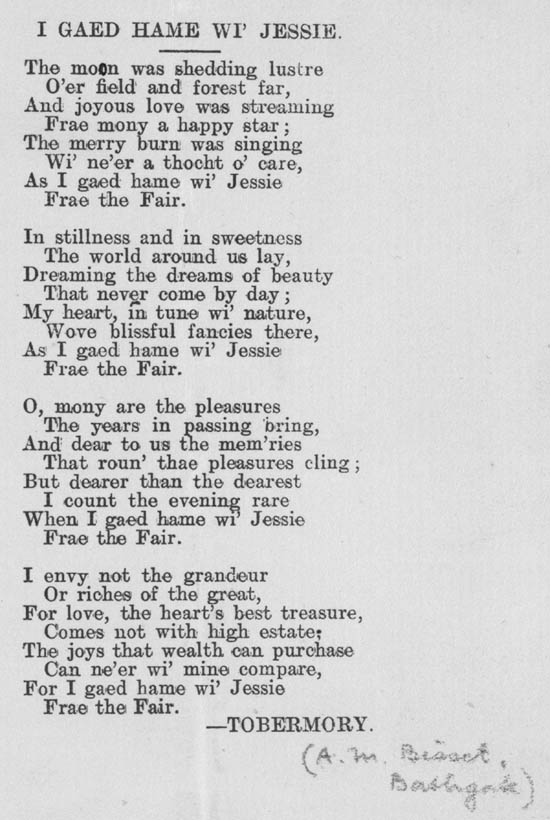 I GAED HAME WI' JESSIE.
The moon was shedding lustre
O'er field and forest far,
And joyous love was streaming
Frae mony a happy star;
The merry burn was singing
Wi' ne'er a thocht o' care,
As I gaed hame wi' Jessie
Frae the Fair.
In stillness and in sweetness
The world around us lay,
Dreaming the dreams of beauty
That never come by day;
My heart, in tune wi' nature,
Wove blissful fancies there,
As I gaed hame wi' Jessie
Frae the Fair.
O, mony are the pleasures
The years in passing bring,
And dear to us the mem'ries
That roun' thae pleasures cling;
But dearer than the dearest
I count the evening rare
When I gaed hame wi' Jessie
Frae the Fair.
I envy not the grandeur
Or riches of the great,
For love, the heart's best treasure,
Comes not with high estate;
The joys that wealth can purchase
Can ne'er wi' mine compare,
For I gaed hame wi' Jessie
Frae the Fair.
—TOBERMORY.
(A. M. Bisset,
Bathgate)